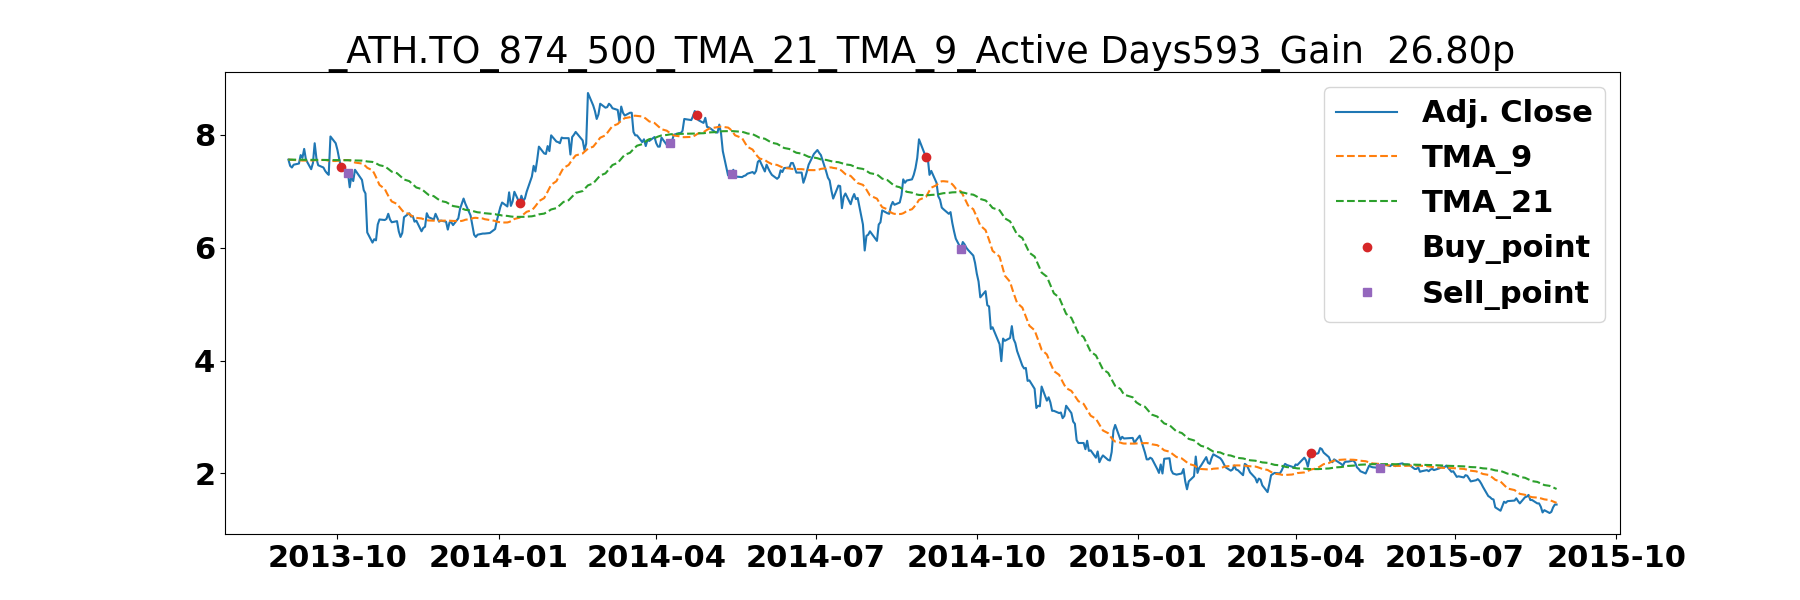 _ATH.TO_874_500_TMA_21_TMA_9_Active Days593_Gain  26.80p
Adj. Close
TMA_9
TMA_21
Buy_point
Sell_point
8
6
4
2
2013-10 2014-01 2014-04 2014-07 2014-10 2015-01 2015-04 2015-07 2015-10